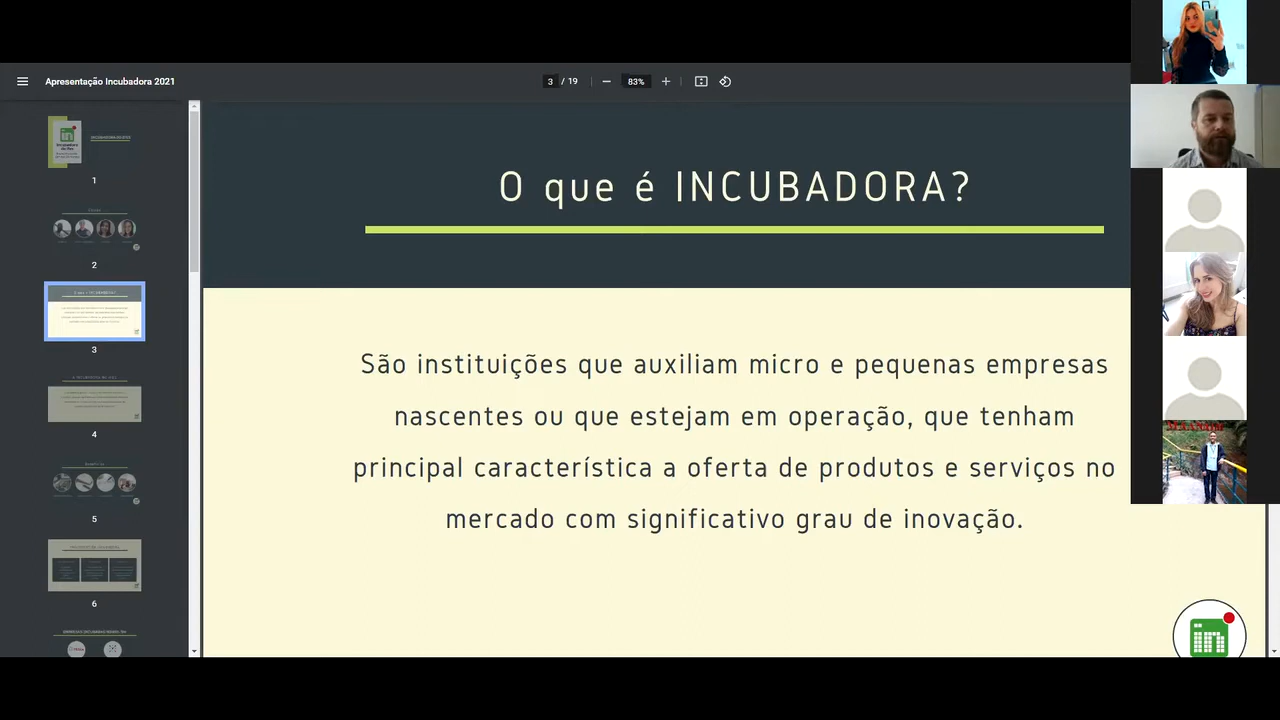 Apresentação Incubadora 2021
3 / 19
83%
1
2
3
4
5
6
O que é INCUBADORA?
São instituições que auxiliam micro e pequenas empresas
nascentes ou que estejam em operação, que tenham
principal característica a oferta de produtos e serviços no
mercado com significativo grau de inovação.
in